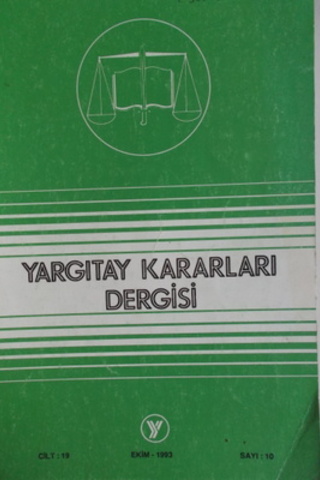 YARGITAY KARARLARI
DERGİSİ
Y
CİLT : 19 EKİM - 1993 SAYI : 10